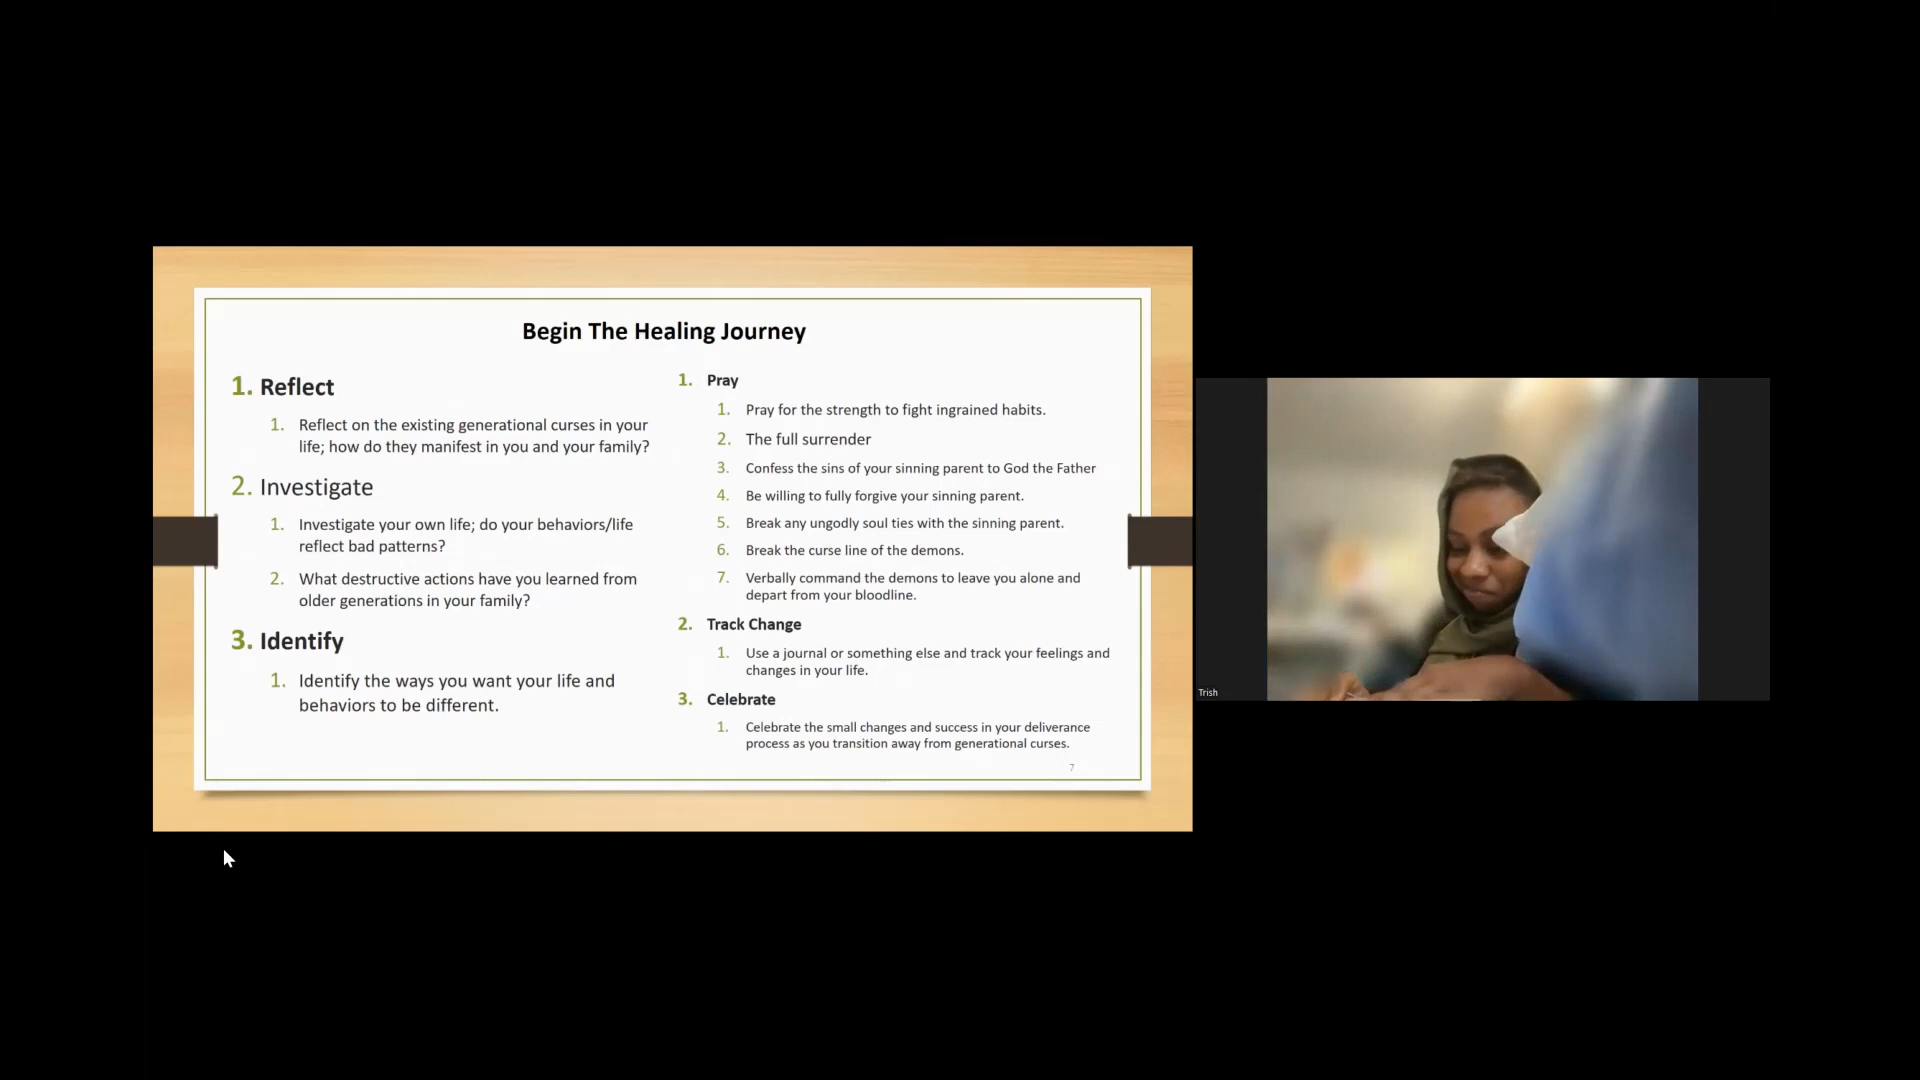 Begin The Healing Journey
1. Reflect
1. Reflect on the existing generational curses in your
life; how do they manifest in you and your family?
2. Investigate
1. Investigate your own life; do your behaviors/life
reflect bad patterns?
2. What destructive actions have you learned from
older generations in your family?
3. Identify
1. Identify the ways you want your life and
behaviors to be different.
1. Pray
1. Pray for the strength to fight ingrained habits.
2. The full surrender
3. Confess the sins of your sinning parent to God the Father
4. Be willing to fully forgive your sinning parent.
5. Break any ungodly soul ties with the sinning parent.
6. Break the curse line of the demons.
7. Verbally command the demons to leave you alone and
depart from your bloodline.
2. Track Change
1. Use a journal or something else and track your feelings and
changes in your life.
3. Celebrate
1. Celebrate the small changes and success in your deliverance
process as you transition away from generational curses.
7
Trish